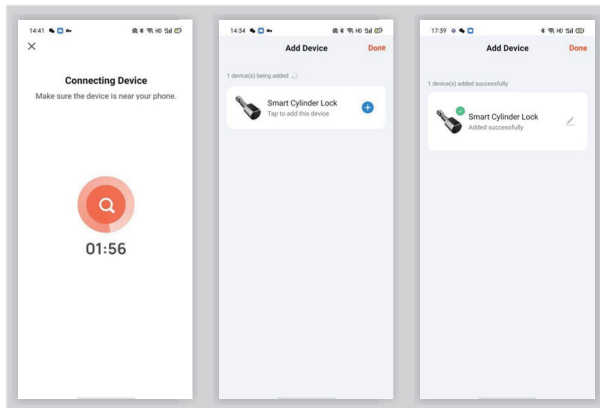 14:41
Connecting Device
Make sure the device is near your phone.
01:56
14:34
Add Device
Done
1 device(s) being added
Smart Cylinder Lock
Tap to add this device
17:39
Add Device
Done
1 device(s) added successfully
Smart Cylinder Lock
Added successfully